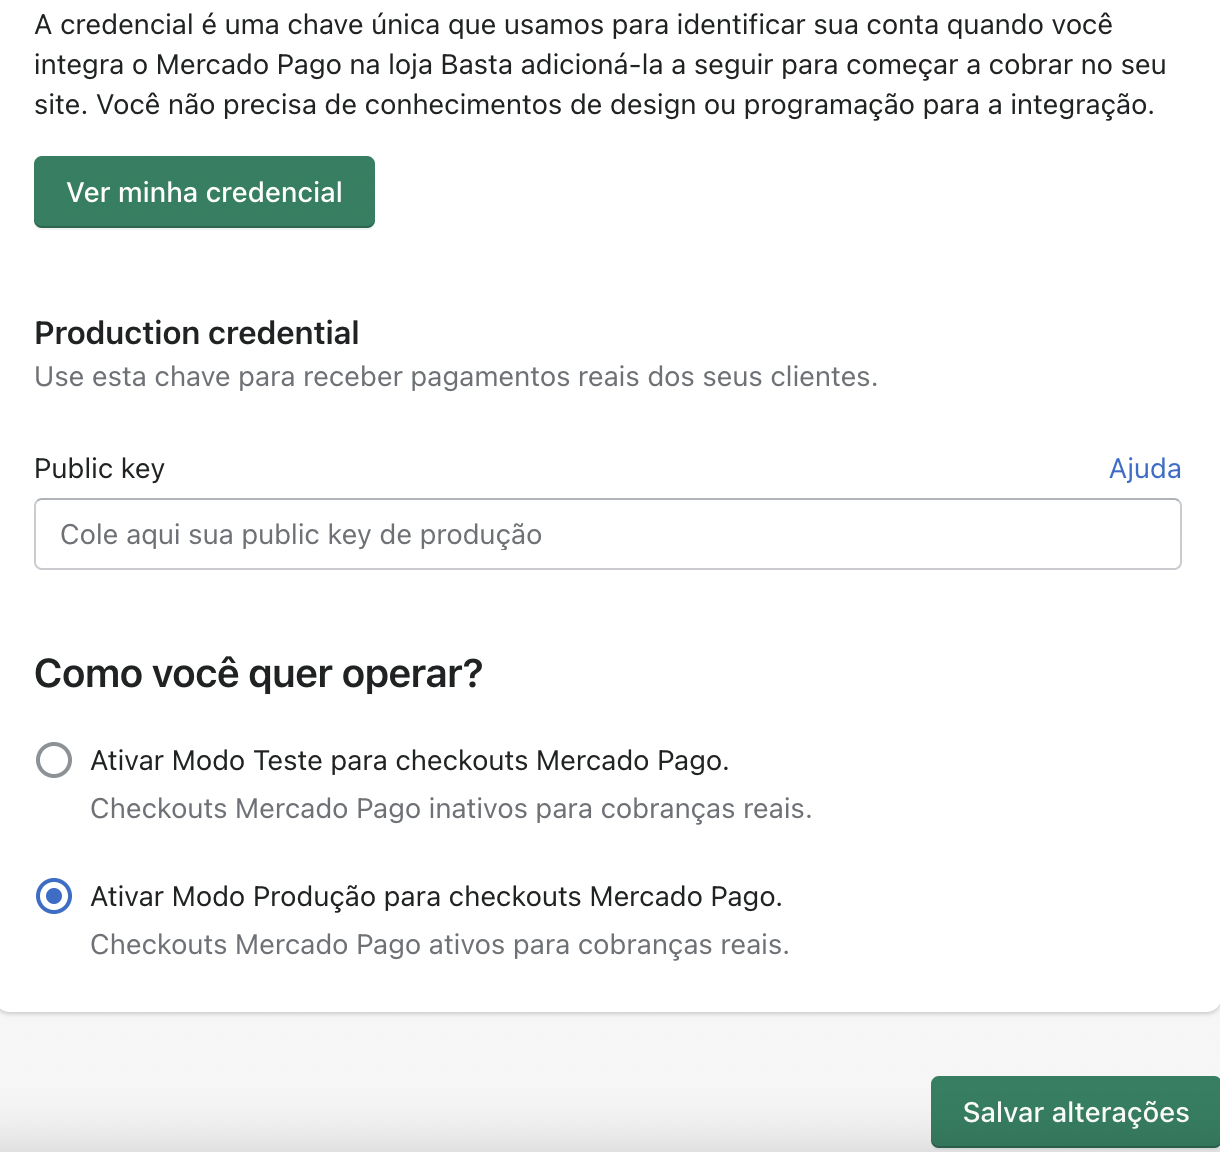 A credencial é uma chave única que usamos para identificar sua conta quando você
integra o Mercado Pago na loja Basta adicioná-la a seguir para começar a cobrar no seu
site. Você não precisa de conhecimentos de design ou programação para a integração.
Ver minha credencial
Production credential
Use esta chave para receber pagamentos reais dos seus clientes.
Public key
Ajuda
Cole aqui sua public key de produção
Como você quer operar?
Ativar Modo Teste para checkouts Mercado Pago.
Checkouts Mercado Pago inativos para cobranças reais.
Ativar Modo Produção para checkouts Mercado Pago.
Checkouts Mercado Pago ativos para cobranças reais.
Salvar alterações